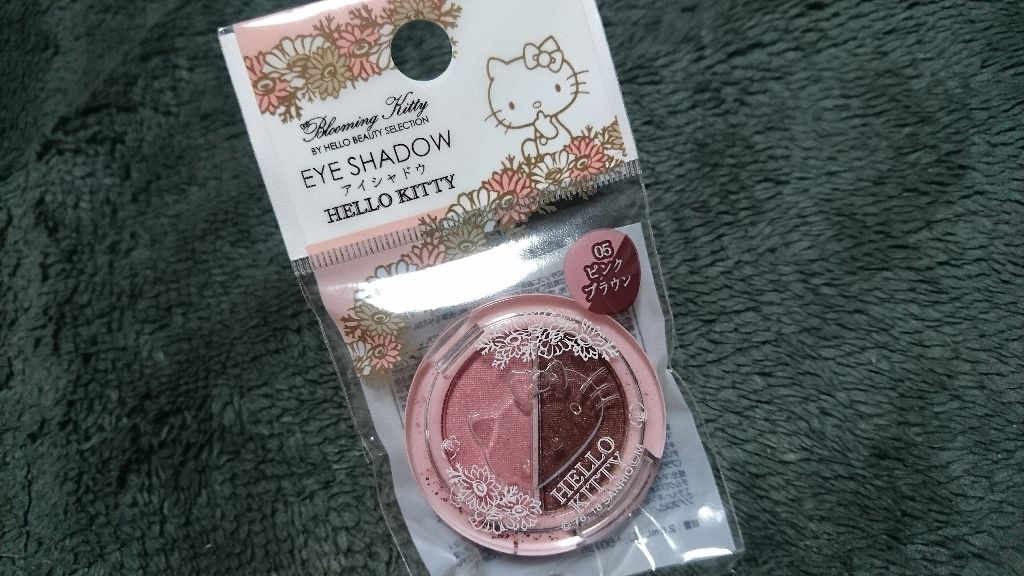 Blooming Kitty
BY HELLO BEAUTY SELECTION
EYE SHADOW
アイシャドウ
HELLO KITTY
05
ピンク
ブラウン
HELLO
KITTY